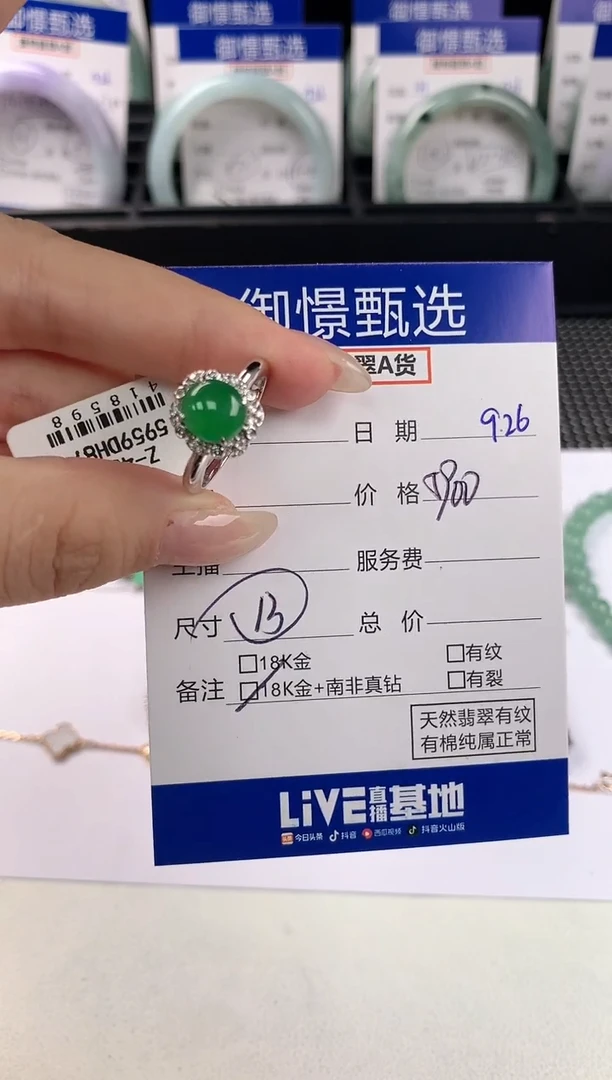 御憬甄选
御憬甄选
御憬甄选
翠A货
418598
5959DH8
日期 9.26
价格
主播 服务费
尺寸 13 总价
□18K金 □有纹
备注 □18K金+南非真钻 □有裂
天然翡翠有纹
有棉纯属正常
LiVE直播基地
今日头条 抖音 西瓜视频 抖音火山版